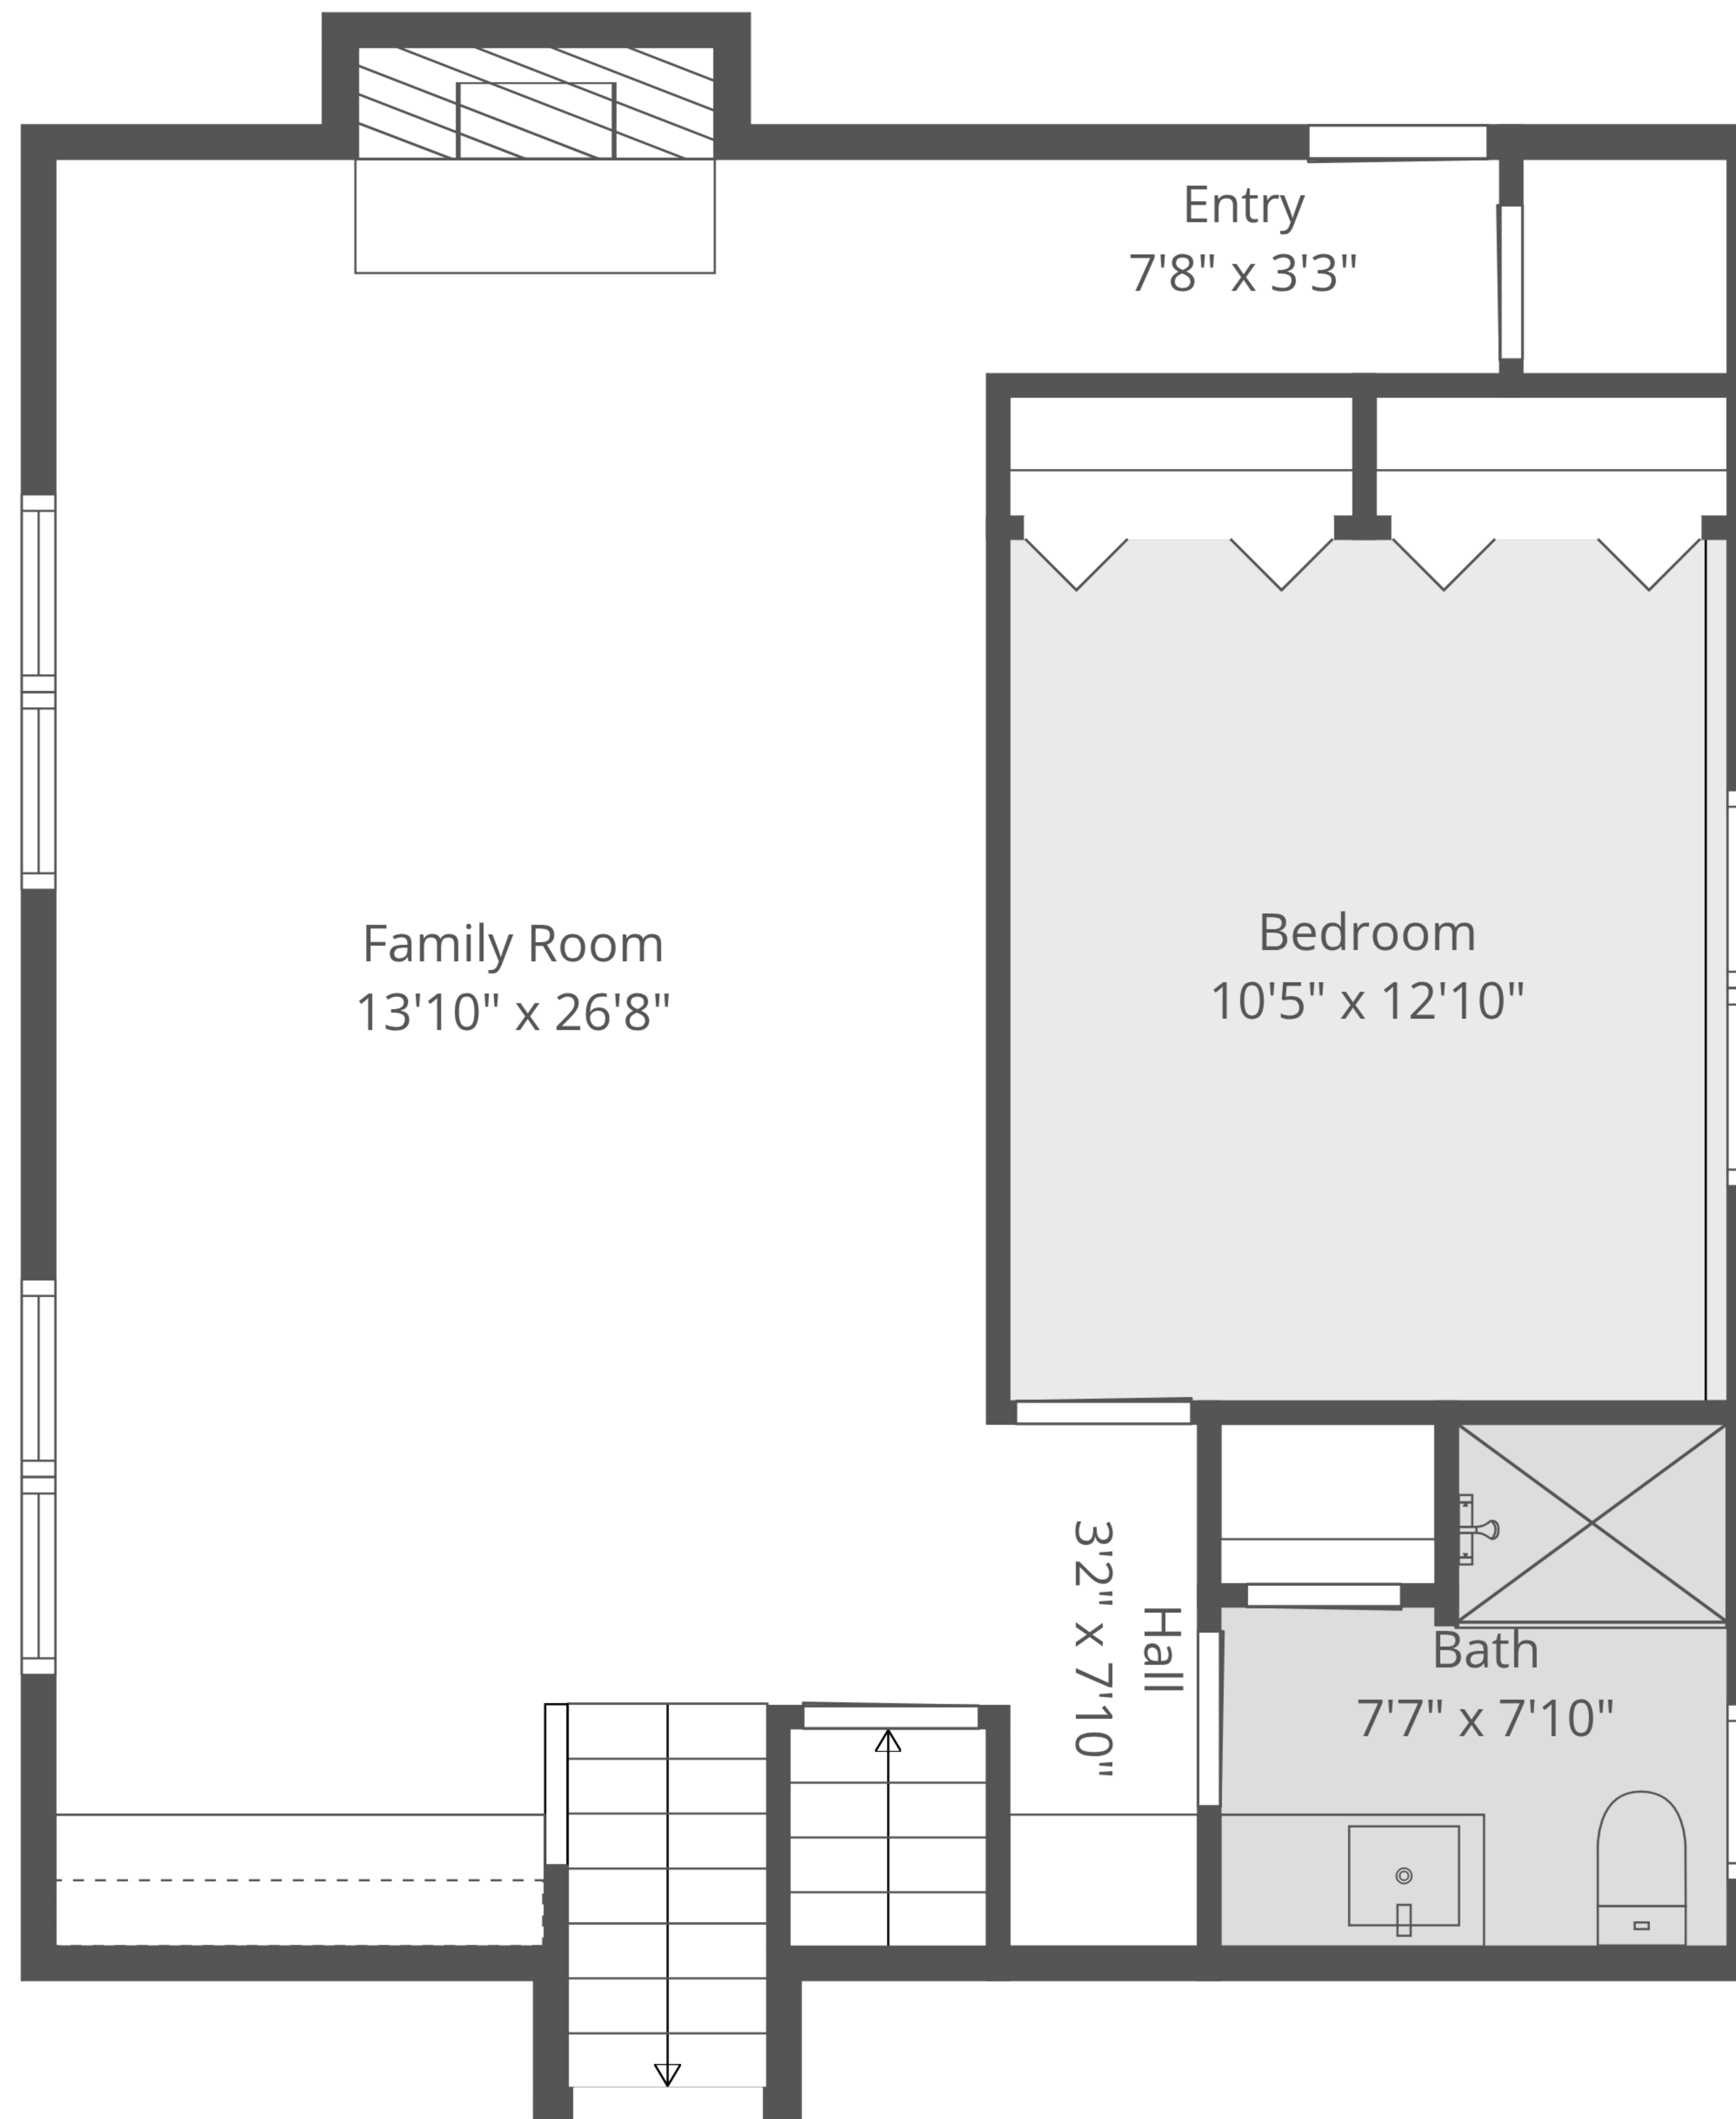 Entry
7'8" x 3'3"
Family Room
13'10" x 26'8"
Bedroom
10'5" x 12'10"
Hall
3'2" x 7'10"
Bath
7'7" x 7'10"